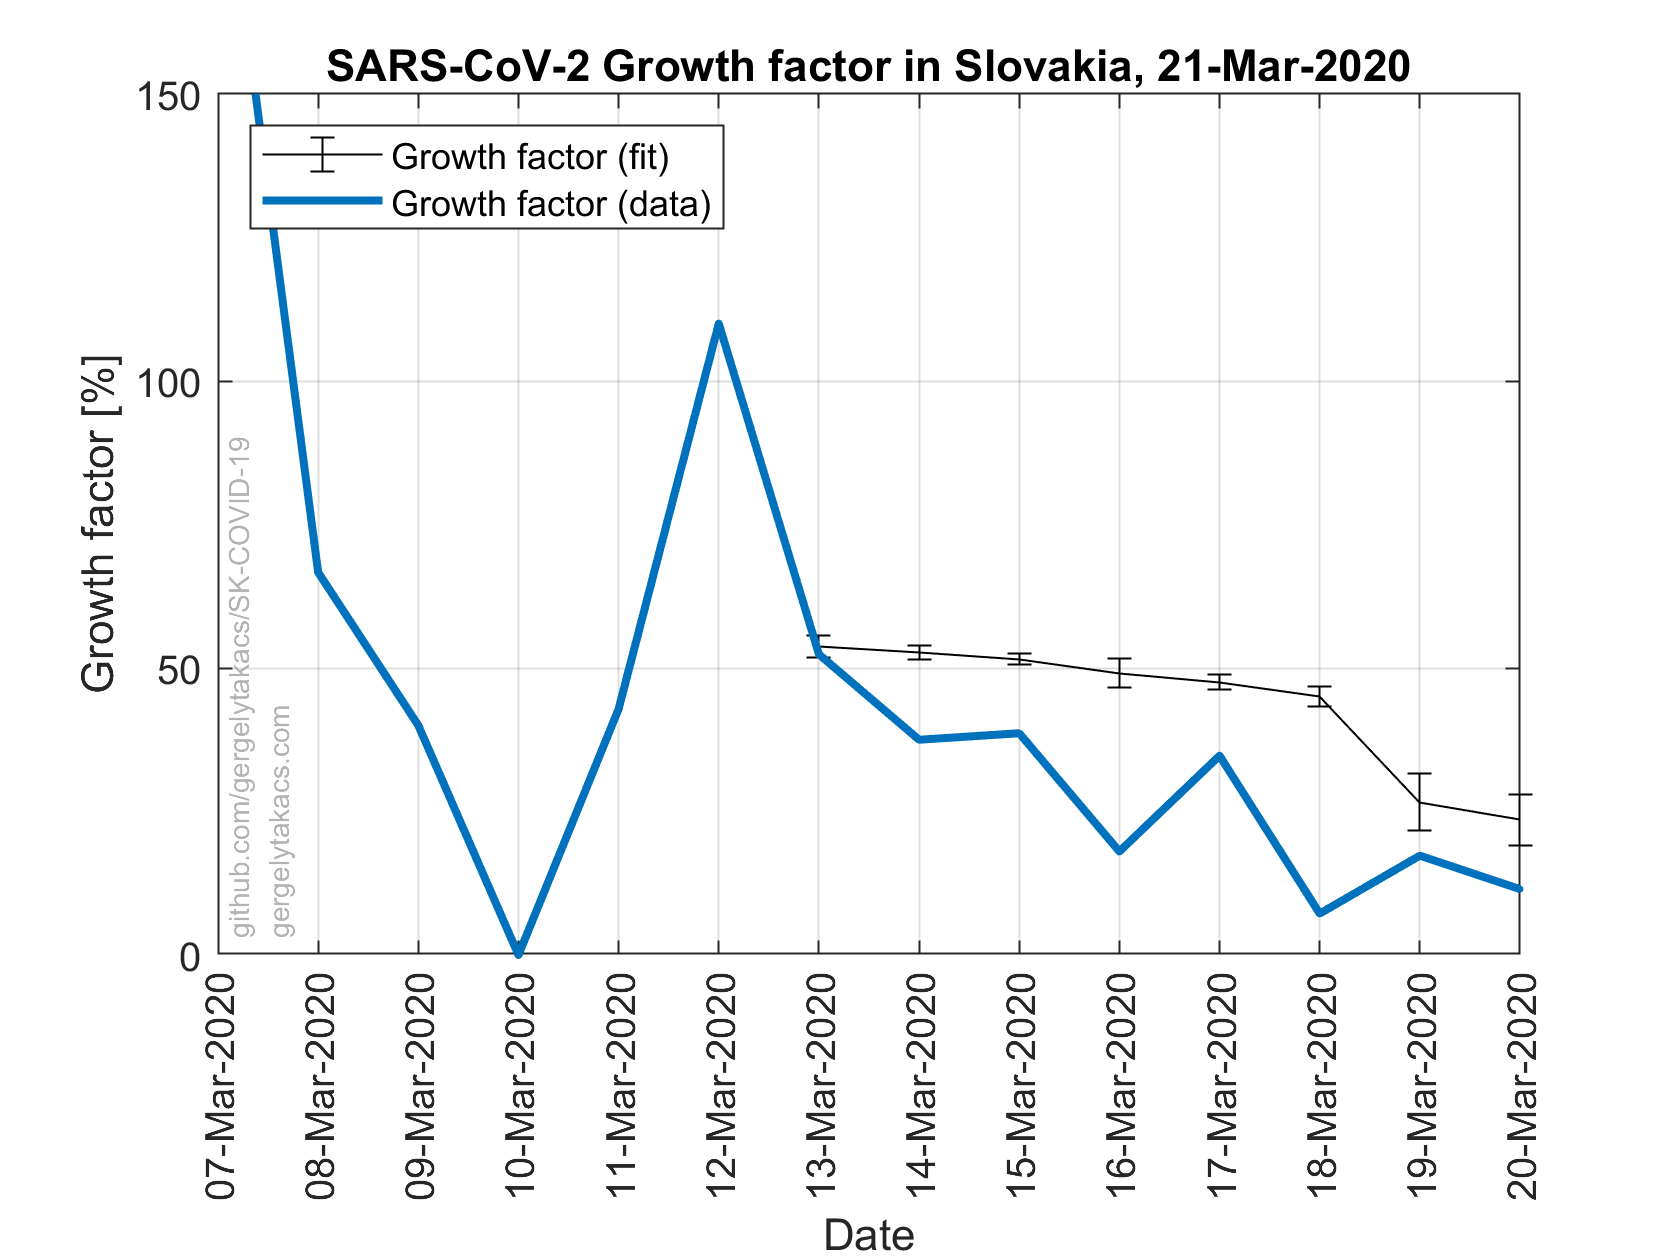 SARS-CoV-2 Growth factor in Slovakia, 21-Mar-2020
150
100
50
0
Growth factor [%]
Growth factor (fit)
Growth factor (data)
github.com/gergelytakacs/SK-COVID-19
gergelytakacs.com
07-Mar-2020
08-Mar-2020
09-Mar-2020
10-Mar-2020
11-Mar-2020
12-Mar-2020
13-Mar-2020
14-Mar-2020
15-Mar-2020
16-Mar-2020
17-Mar-2020
18-Mar-2020
19-Mar-2020
20-Mar-2020
Date